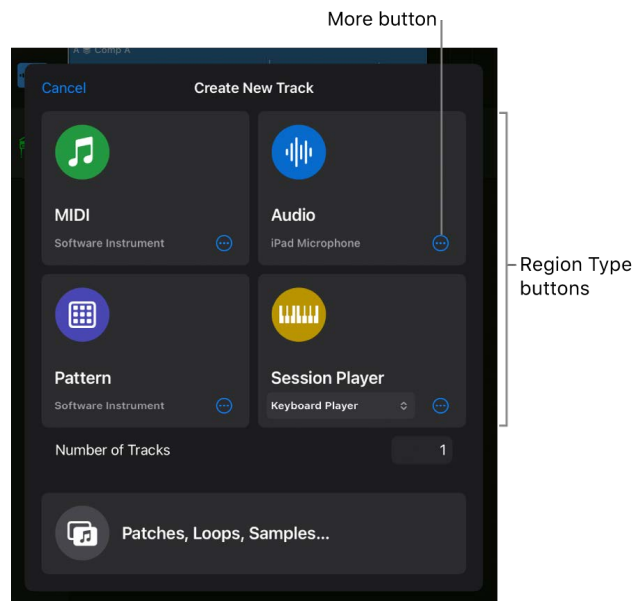 More button
A Comp A
Cancel
Create New Track
MIDI
Software Instrument
Audio
iPad Microphone
Region Type
buttons
Pattern
Software Instrument
Session Player
Keyboard Player
Number of Tracks
1
Patches, Loops, Samples...